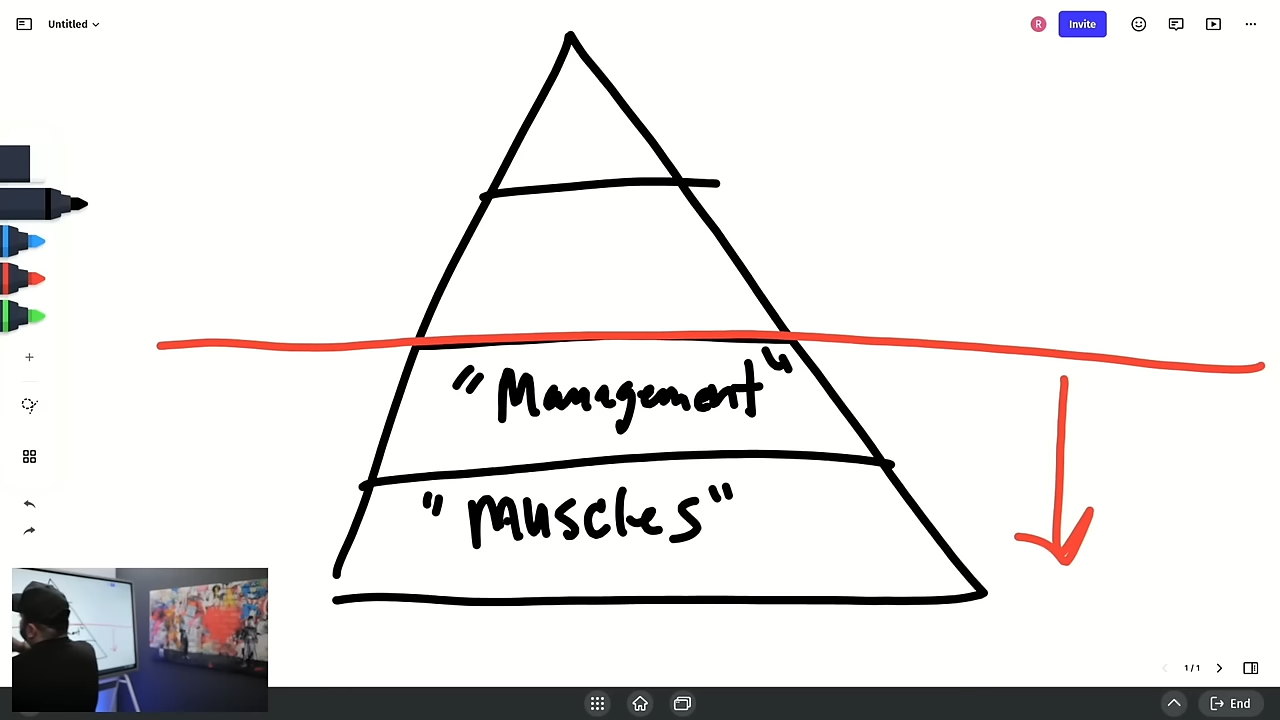 Untitled
R
Invite
"Management"
"Muscles"
1/1
End